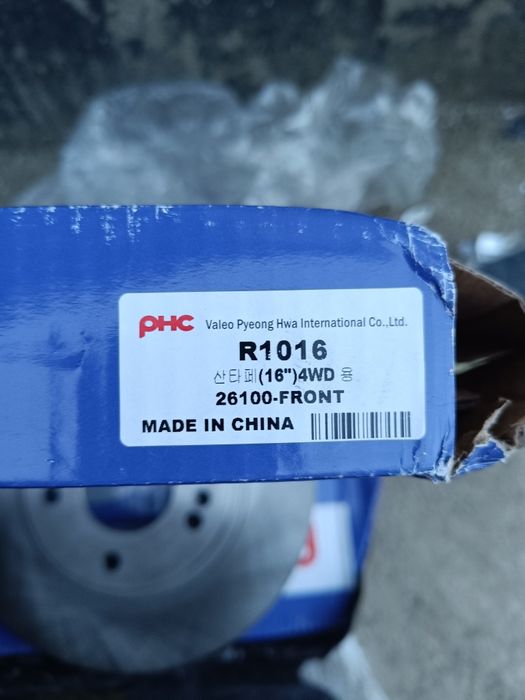 PHC Valeo Pyeong Hwa International Co.,Ltd.
R1016
산타페(16")4WD 용
26100-FRONT
MADE IN CHINA